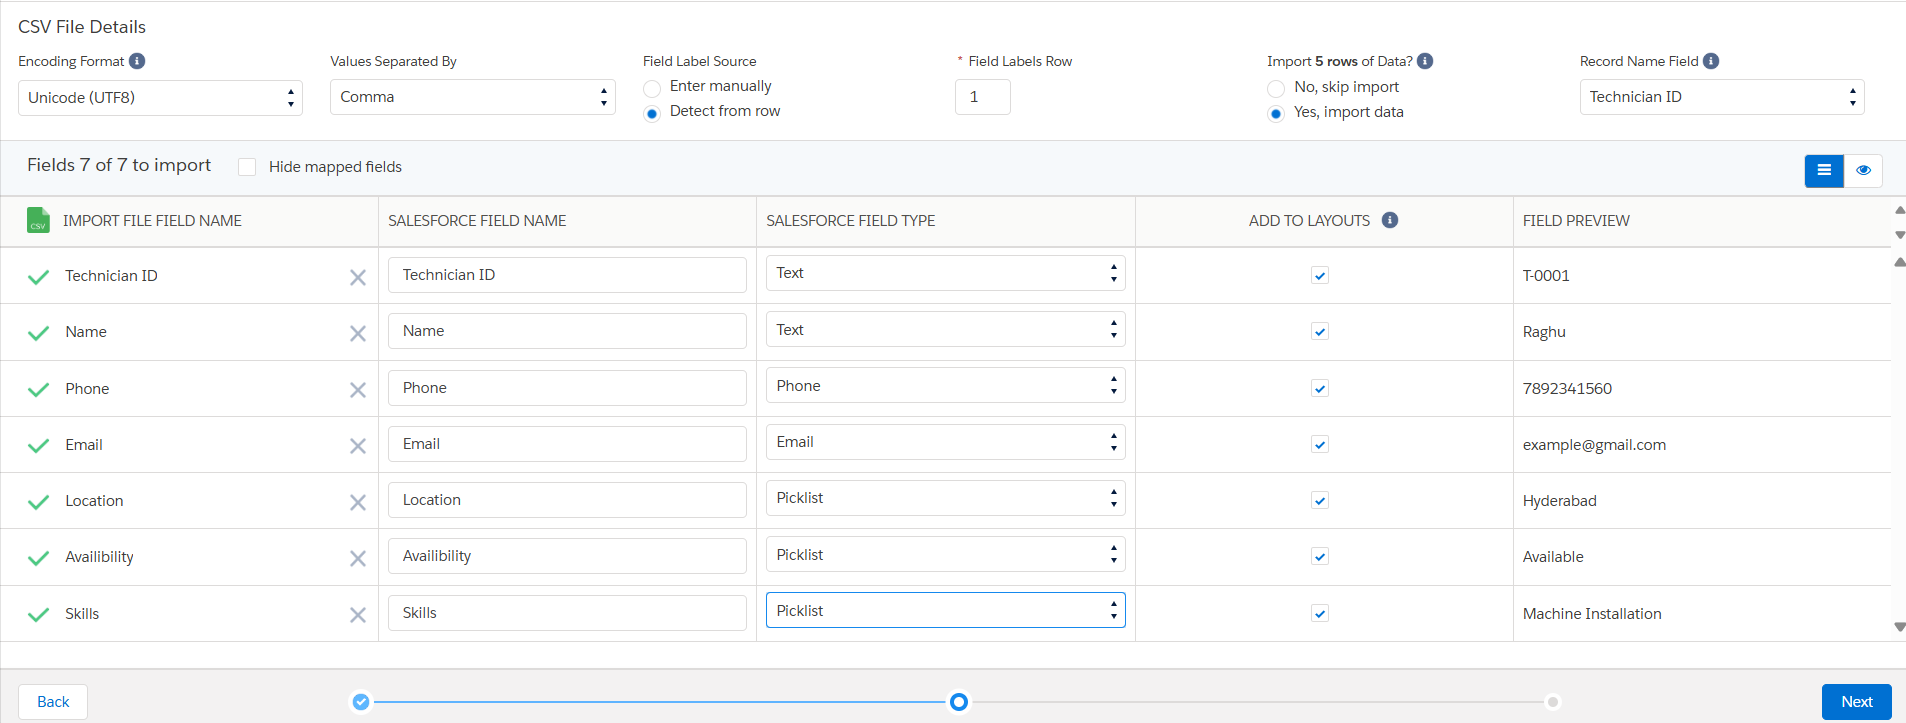 CSV File Details
Encoding Format
Unicode (UTF8)
Values Separated By
Comma
Field Label Source
Enter manually
Detect from row
* Field Labels Row
1
Import 5 rows of Data?
No, skip import
Yes, import data
Record Name Field
Technician ID
Fields 7 of 7 to import
Hide mapped fields
CSV IMPORT FILE FIELD NAME SALESFORCE FIELD NAME SALESFORCE FIELD TYPE ADD TO LAYOUTS FIELD PREVIEW
Technician ID Technician ID Text T-0001
Name Name Text Raghu
Phone Phone Phone 7892341560
Email Email Email example@gmail.com
Location Location Picklist Hyderabad
Availibility Availibility Picklist Available
Skills Skills Picklist Machine Installation
Back Next